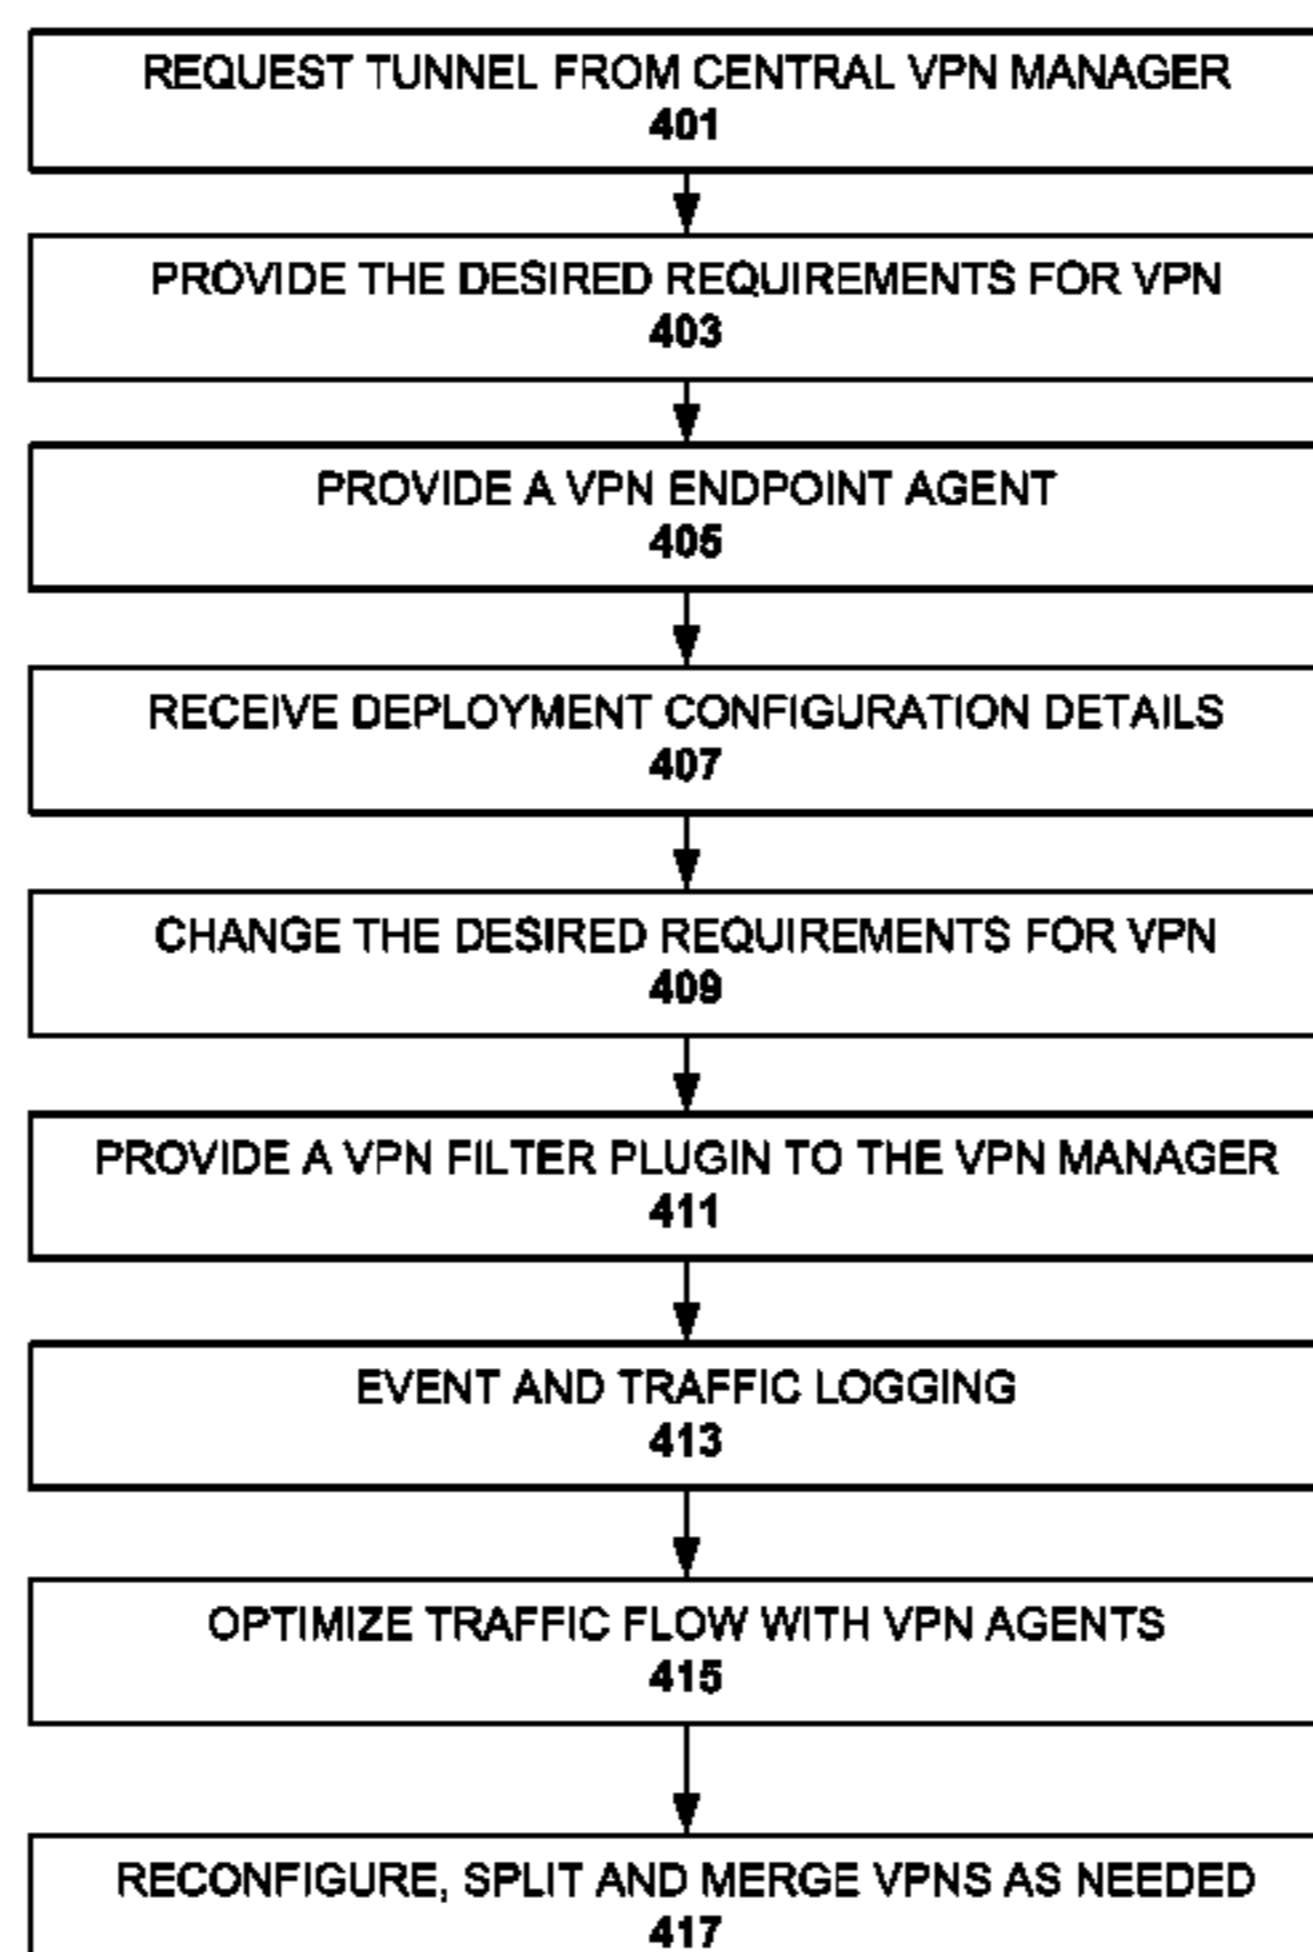 REQUEST TUNNEL FROM CENTRAL VPN MANAGER
401
PROVIDE THE DESIRED REQUIREMENTS FOR VPN
403
PROVIDE A VPN ENDPOINT AGENT
405
RECEIVE DEPLOYMENT CONFIGURATION DETAILS
407
CHANGE THE DESIRED REQUIREMENTS FOR VPN
409
PROVIDE A VPN FILTER PLUGIN TO THE VPN MANAGER
411
EVENT AND TRAFFIC LOGGING
413
OPTIMIZE TRAFFIC FLOW WITH VPN AGENTS
415
RECONFIGURE, SPLIT AND MERGE VPNS AS NEEDED
417